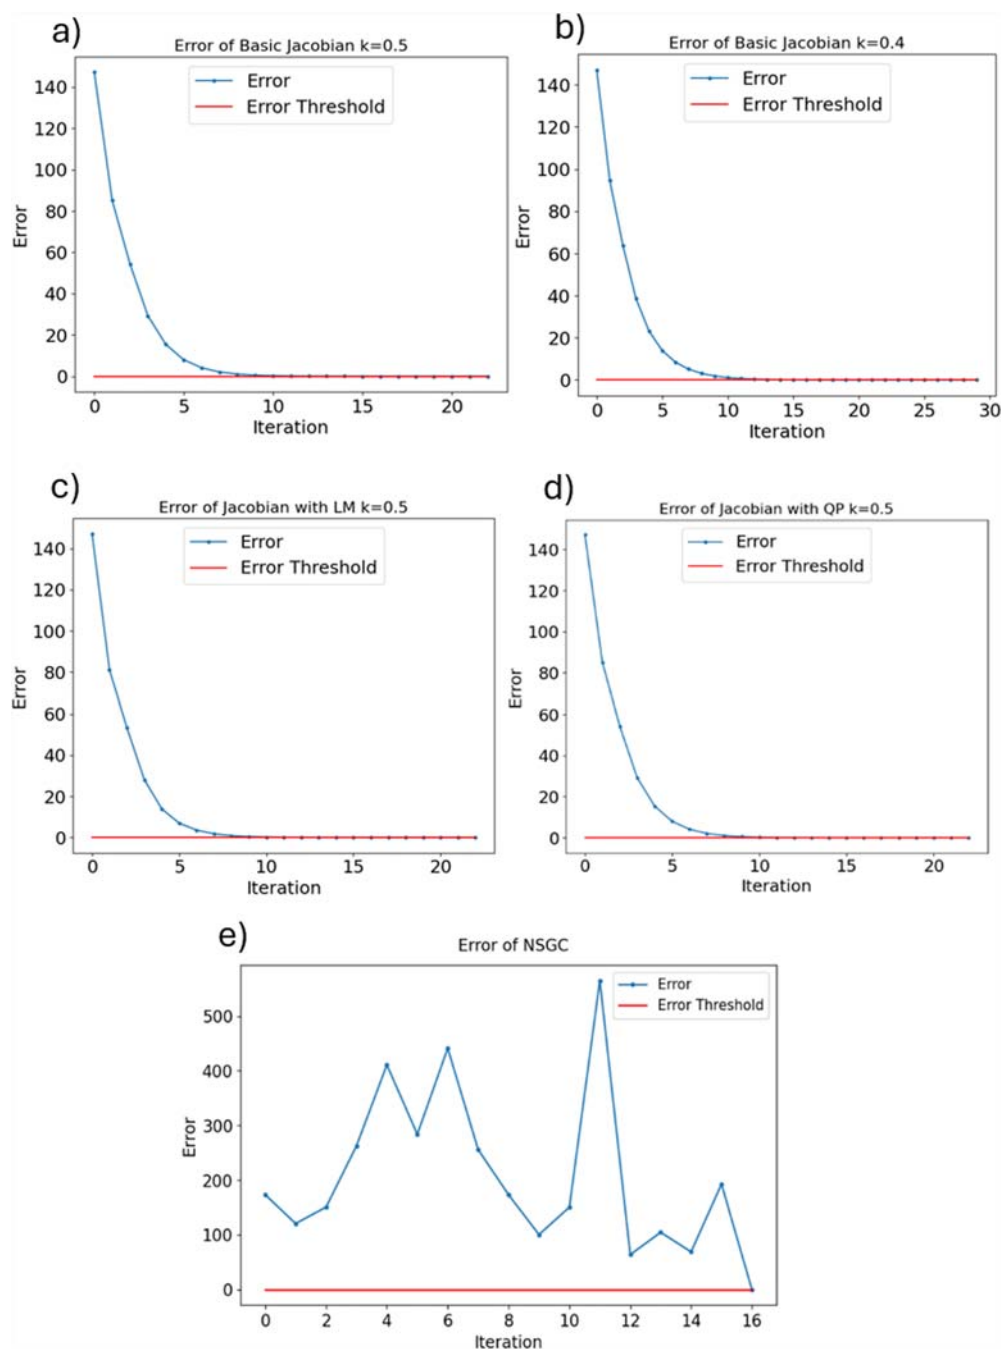 a)
Error of Basic Jacobian k=0.5
Error
Error Threshold
140
120
100
80
60
40
20
0
Error
0 5 10 15 20
Iteration
b)
Error of Basic Jacobian k=0.4
Error
Error Threshold
140
120
100
80
60
40
20
0
Error
0 5 10 15 20 25 30
Iteration
c)
Error of Jacobian with LM k=0.5
Error
Error Threshold
140
120
100
80
60
40
20
0
Error
0 5 10 15 20
Iteration
d)
Error of Jacobian with QP k=0.5
Error
Error Threshold
140
120
100
80
60
40
20
0
Error
0 5 10 15 20
Iteration
e)
Error of NSGC
Error
Error Threshold
500
400
300
200
100
0
Error
0 2 4 6 8 10 12 14 16
Iteration